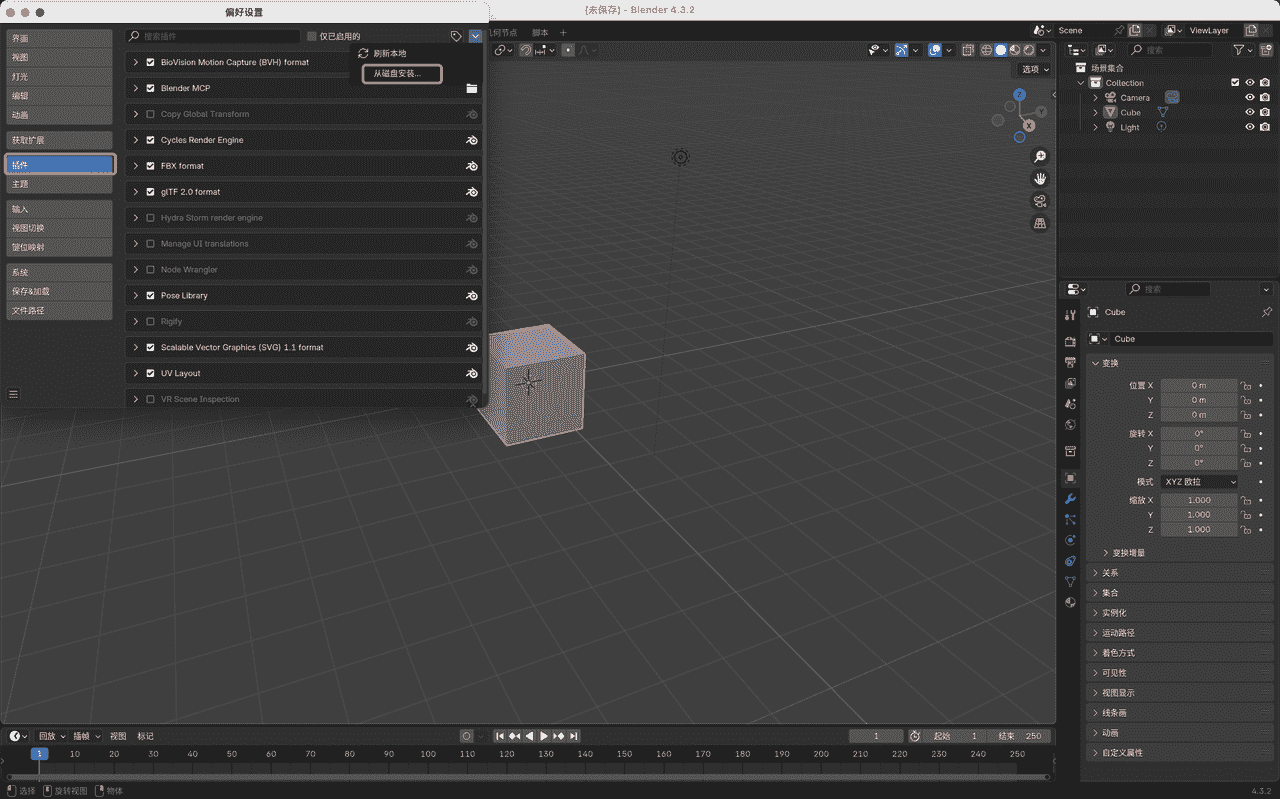 偏好设置
(未保存) - Blender 4.3.2
界面
视图
灯光
编辑
动画
获取扩展
插件
主题
输入
视图切换
键位映射
系统
保存&加载
文件路径
搜索插件
仅已启用的
刷新本地
从磁盘安装...
BioVision Motion Capture (BVH) format
Blender MCP
Copy Global Transform
Cycles Render Engine
FBX format
glTF 2.0 format
Hydra Storm render engine
Manage UI translations
Node Wrangler
Pose Library
Rigify
Scalable Vector Graphics (SVG) 1.1 format
UV Layout
VR Scene Inspection
几何节点 脚本 +
选项
Z
Y
X
Scene
ViewLayer
搜索
场景集合
Collection
Camera
Cube
Light
搜索
Cube
Cube
变换
位置 X 0 m
Y 0 m
Z 0 m
旋转 X 0°
Y 0°
Z 0°
模式 XYZ 欧拉
缩放 X 1.000
Y 1.000
Z 1.000
变换增量
关系
集合
实例化
运动路径
着色方式
可见性
视图显示
线条画
动画
自定义属性
回放 插帧 视图 标记
1 起始 1 结束 250
1 10 20 30 40 50 60 70 80 90 100 110 120 130 140 150 160 170 180 190 200 210 220 230 240 250
选择 旋转视图 物体
4.3.2